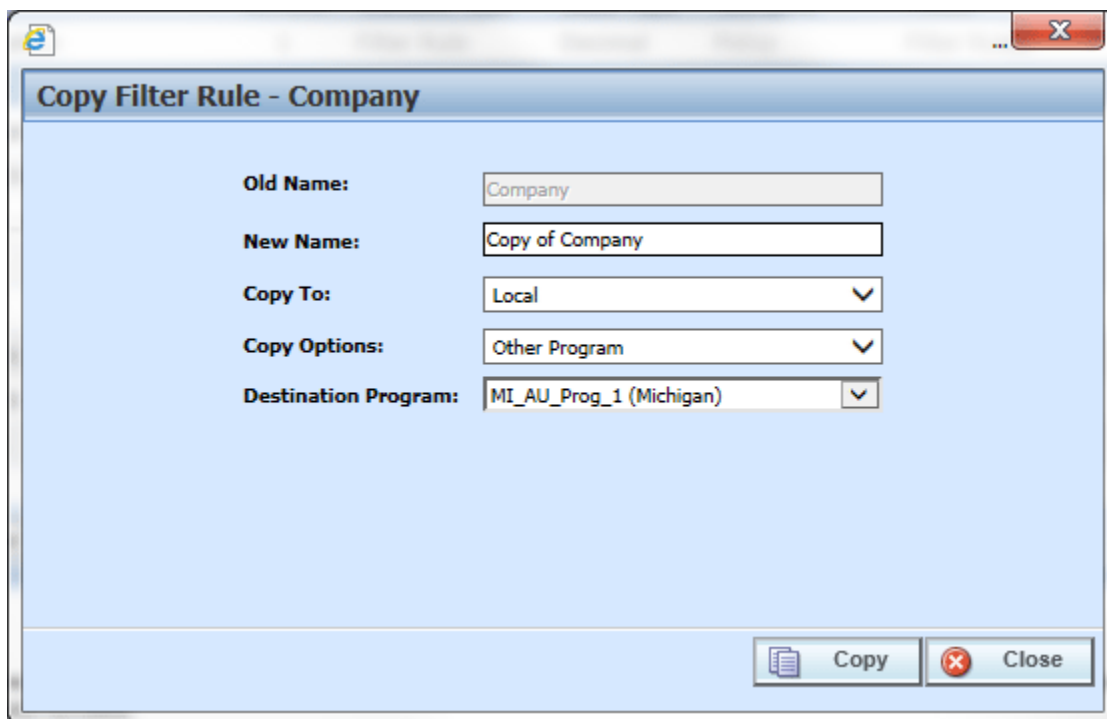 ...
Copy Filter Rule - Company
Old Name: Company
New Name: Copy of Company
Copy To: Local
Copy Options: Other Program
Destination Program: MI_AU_Prog_1 (Michigan)
Copy Close